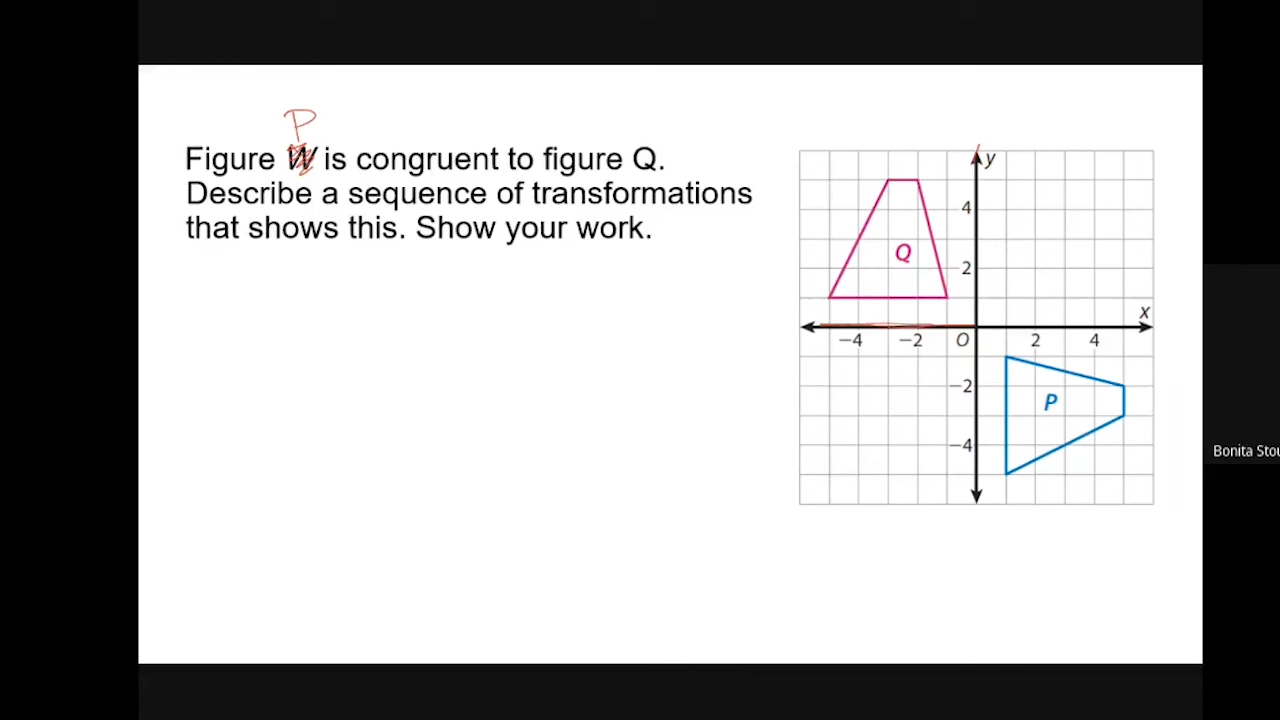 P
Figure W is congruent to figure Q.
Describe a sequence of transformations
that shows this. Show your work.
y
4
Q
2
x
−4 −2 O 2 4
−2
P
−4
Bonita Stou